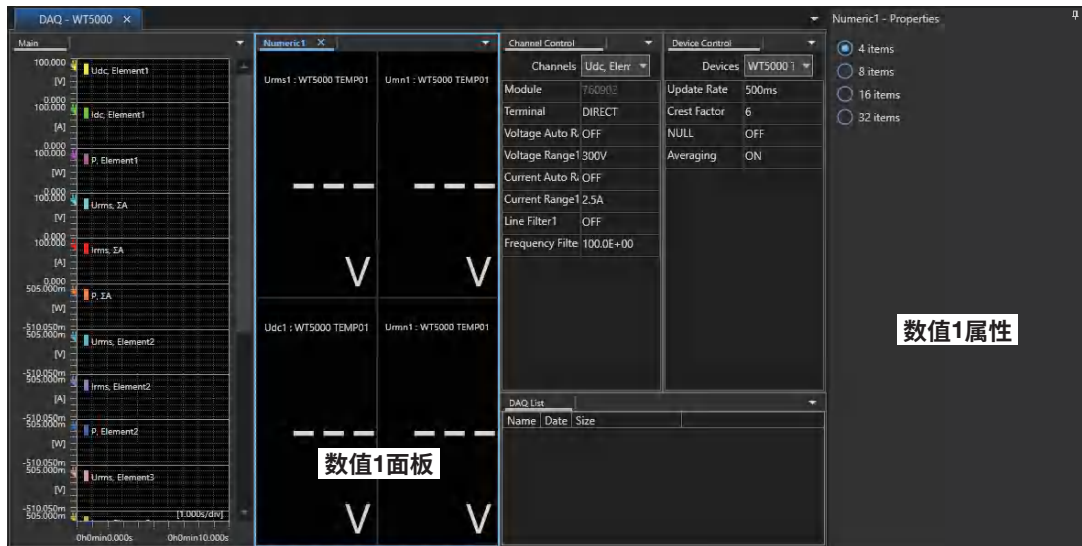 DAQ - WT5000 ×
Main
100.000
[V]
Udc, Element1
0.000
100.000
[A]
Idc, Element1
0.000
100.000
[W]
P, Element1
0.000
100.000
[V]
Urms, ΣA
0.000
100.000
[A]
Irms, ΣA
0.000
505.000m
[W]
P, ΣA
-510.050m
505.000m
[V]
Urms, Element2
-510.050m
505.000m
[A]
Irms, Element2
-510.050m
505.000m
[W]
P, Element2
-510.050m
505.000m
[V]
Urms, Element3
-510.050m
505.000m
[1.000s/div]
0h0min0.000s 0h0min10.000s
Numeric1 ×
Urms1 : WT5000 TEMP01 Umn1 : WT5000 TEMP01
--- ---
V V
Udc1 : WT5000 TEMP01 Urmn1 : WT5000 TEMP01
--- ---
数值1面板
V V
Channel Control
Channels Udc, Elem
Module 760902
Terminal DIRECT
Voltage Auto R OFF
Voltage Range1 300V
Current Auto R OFF
Current Range1 2.5A
Line Filter1 OFF
Frequency Filte 100.0E+00
Device Control
Devices WT5000 T
Update Rate 500ms
Crest Factor 6
NULL OFF
Averaging ON
DAQ List
Name Date Size
Numeric1 - Properties
4 items
8 items
16 items
32 items
数值1属性